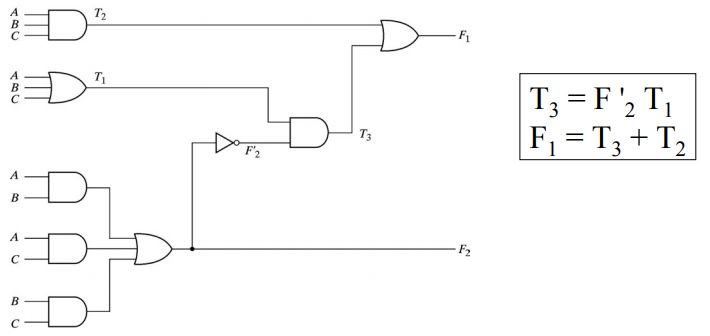 A
B
C
T₂
F₁
A
B
C
T₁
T₃
F'₂
A
B
A
C
F₂
B
C
T₃ = F '₂ T₁
F₁ = T₃ + T₂